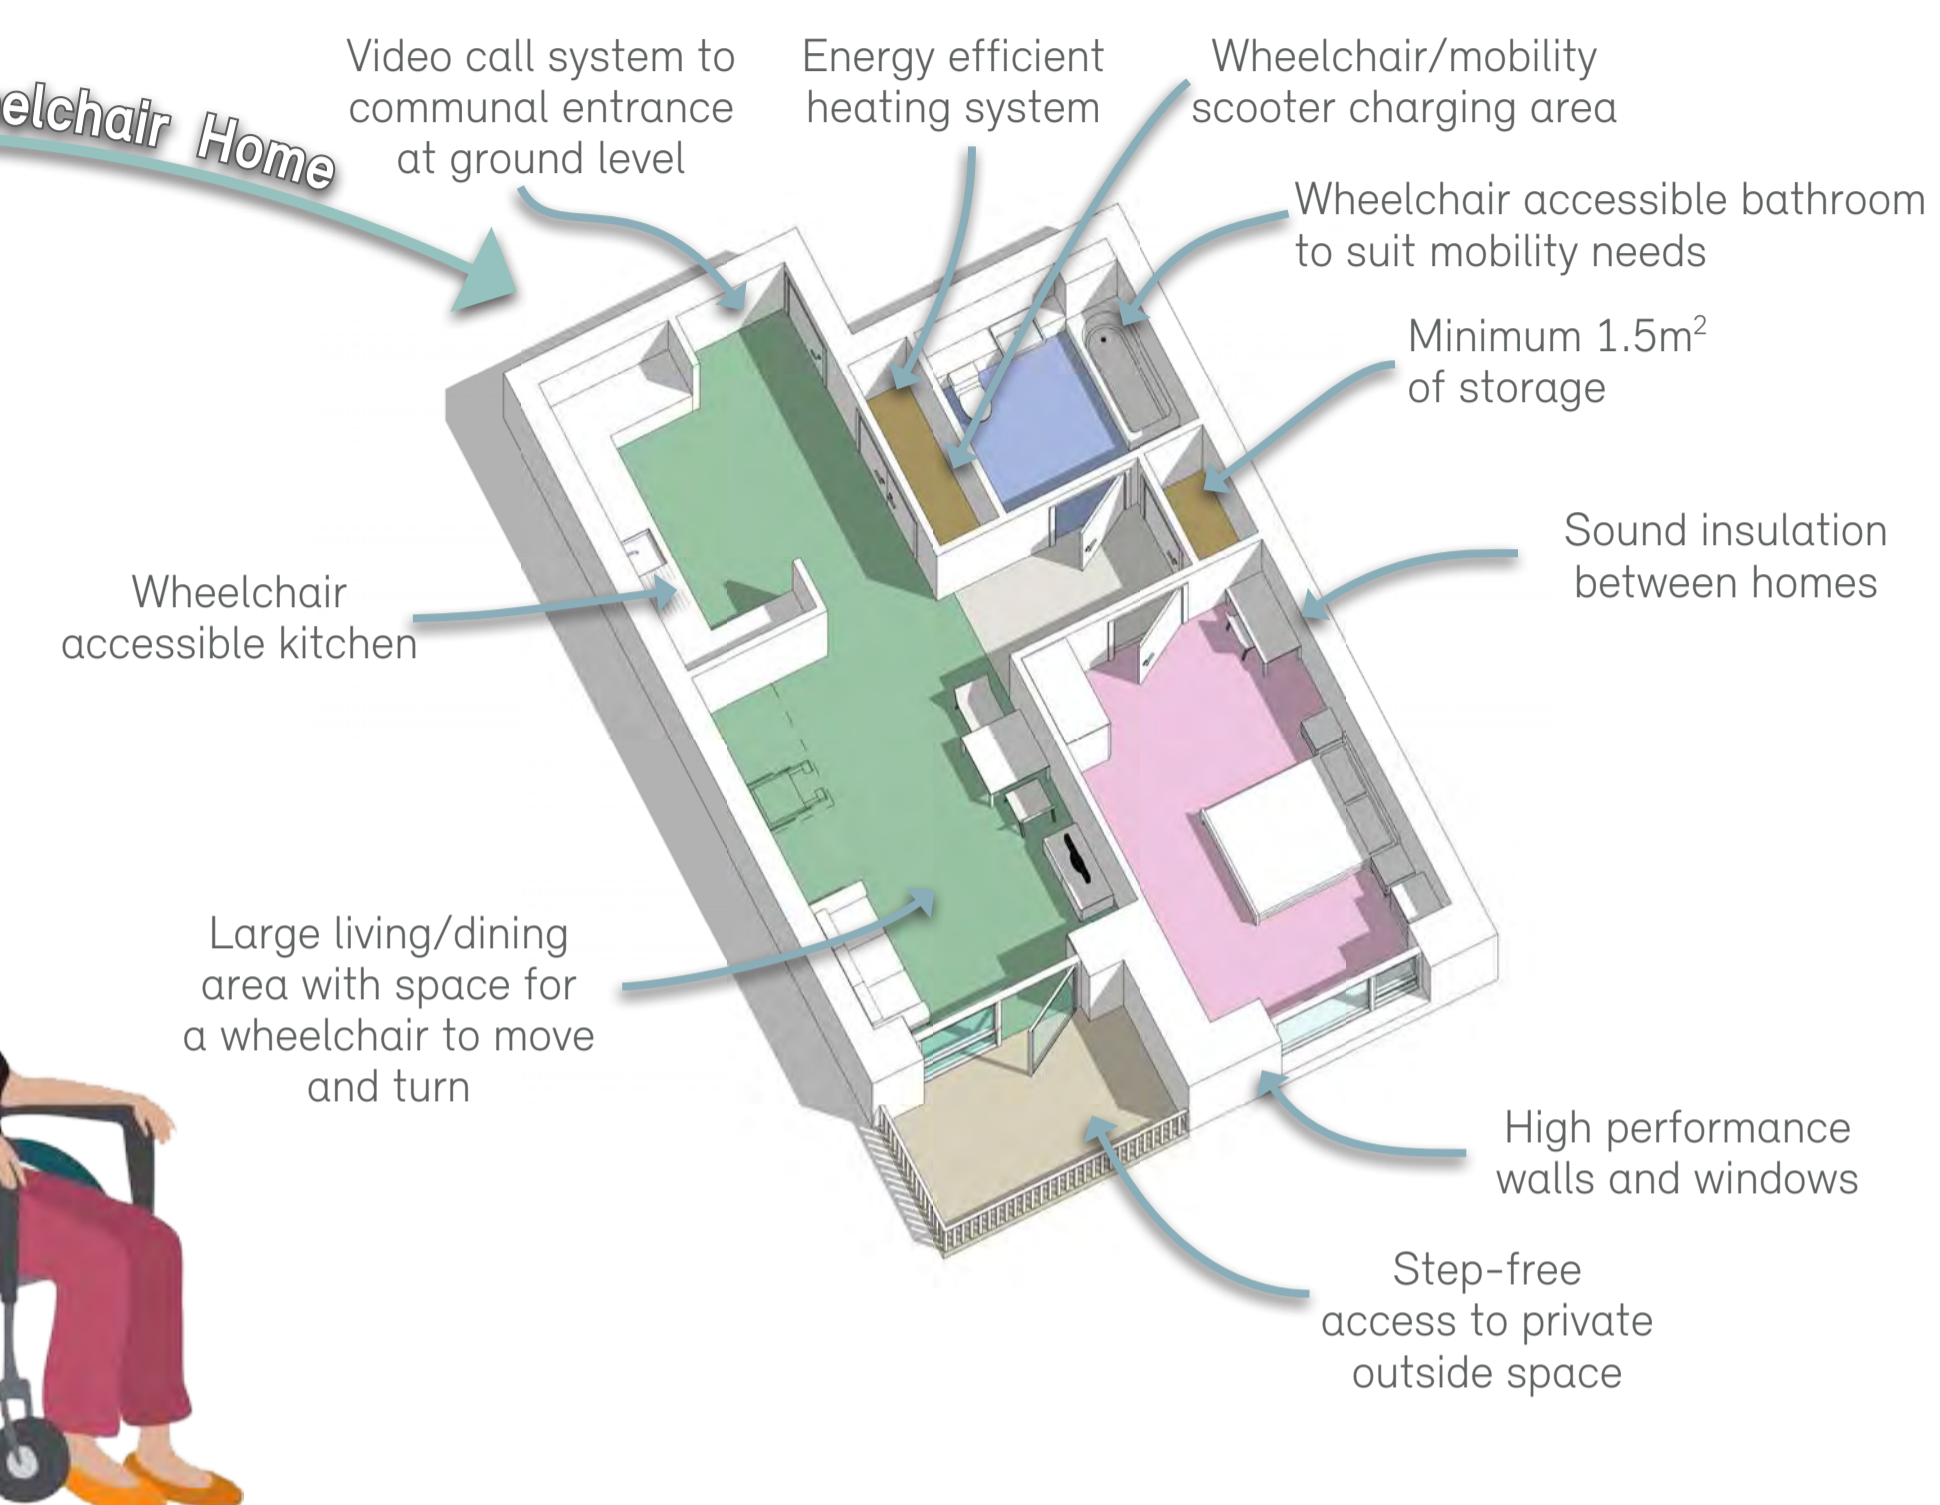 elchair Home
Video call system to
communal entrance
at ground level
Energy efficient
heating system
Wheelchair/mobility
scooter charging area
Wheelchair accessible bathroom
to suit mobility needs
Minimum 1.5m²
of storage
Sound insulation
between homes
Wheelchair
accessible kitchen
Large living/dining
area with space for
a wheelchair to move
and turn
High performance
walls and windows
Step-free
access to private
outside space